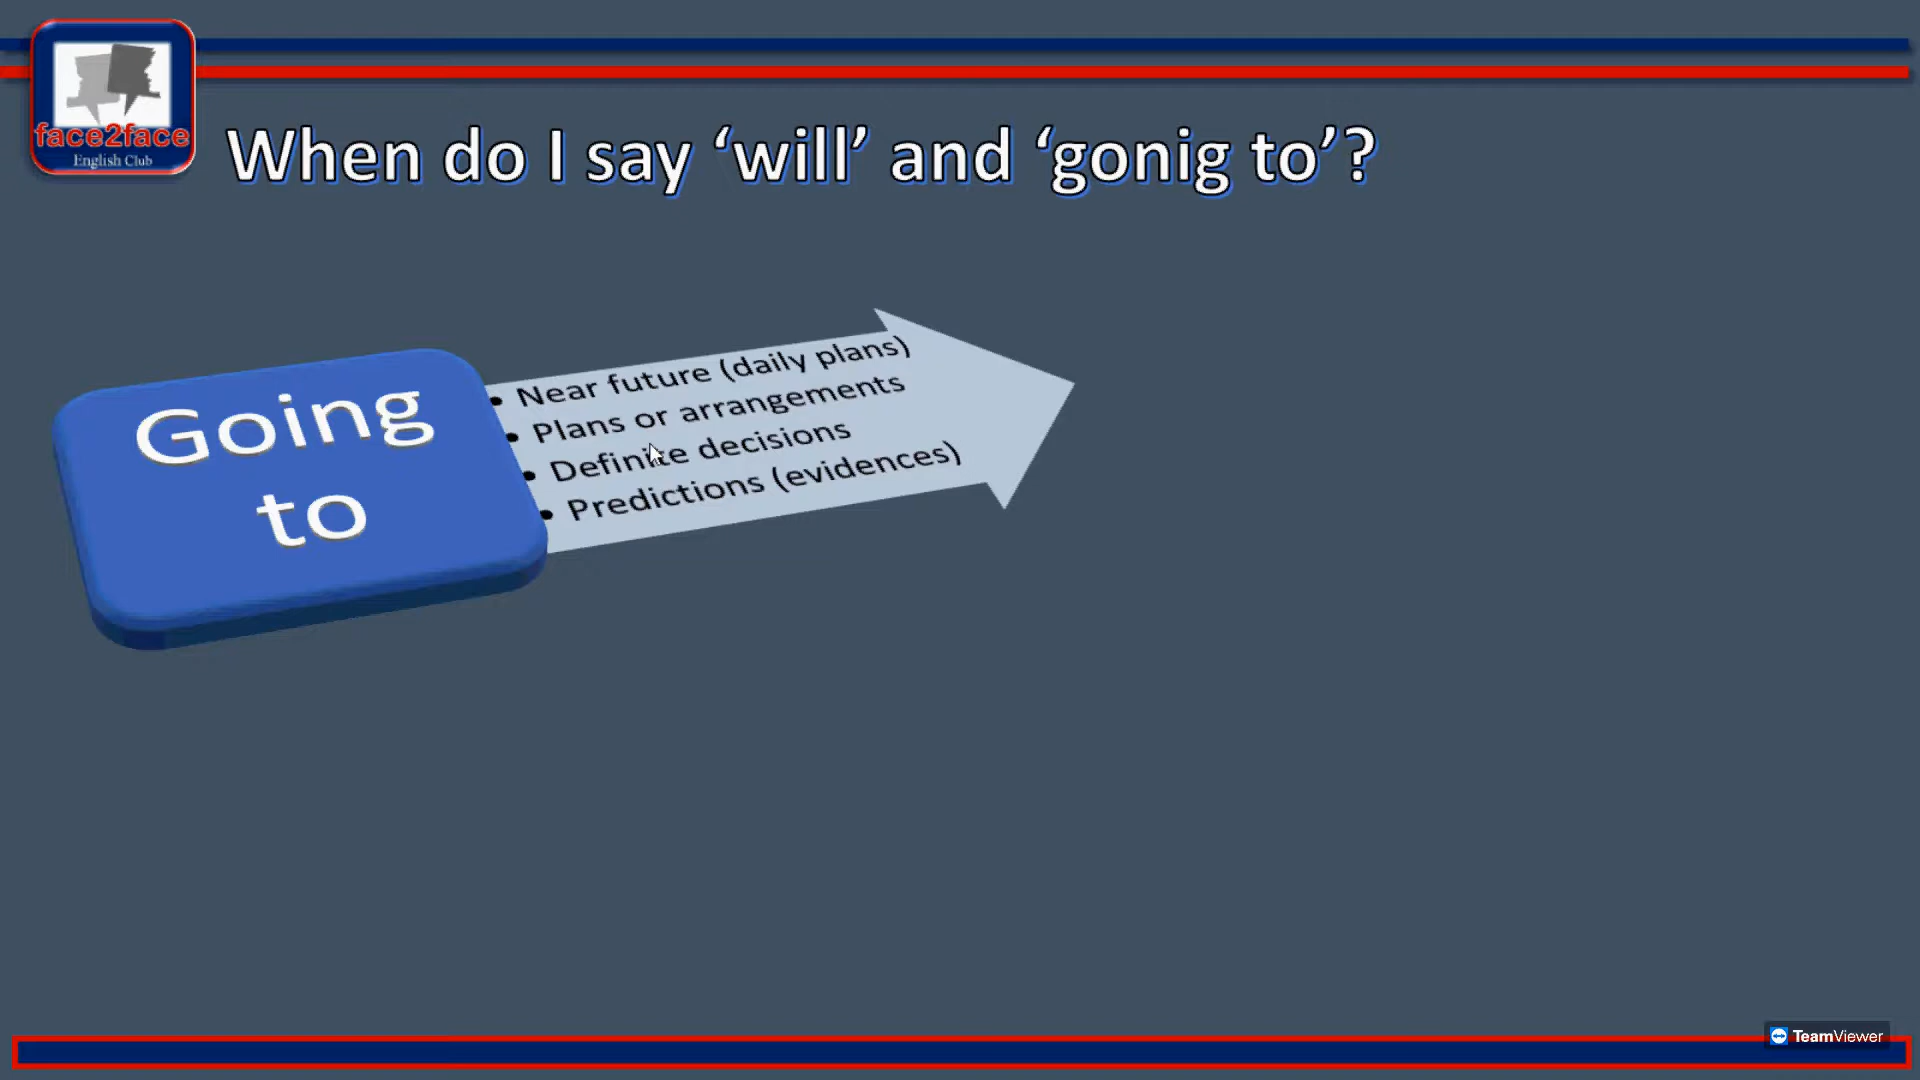 face2face
English Club
When do I say ‘will’ and ‘gonig to’?
Going
to
• Near future (daily plans)
• Plans or arrangements
• Definite decisions
• Predictions (evidences)
TeamViewer